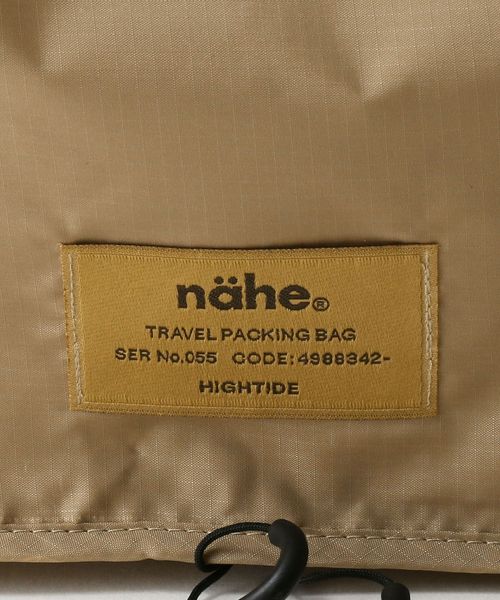 nähe®
TRAVEL PACKING BAG
SER No.055 CODE:4988342-
HIGHTIDE